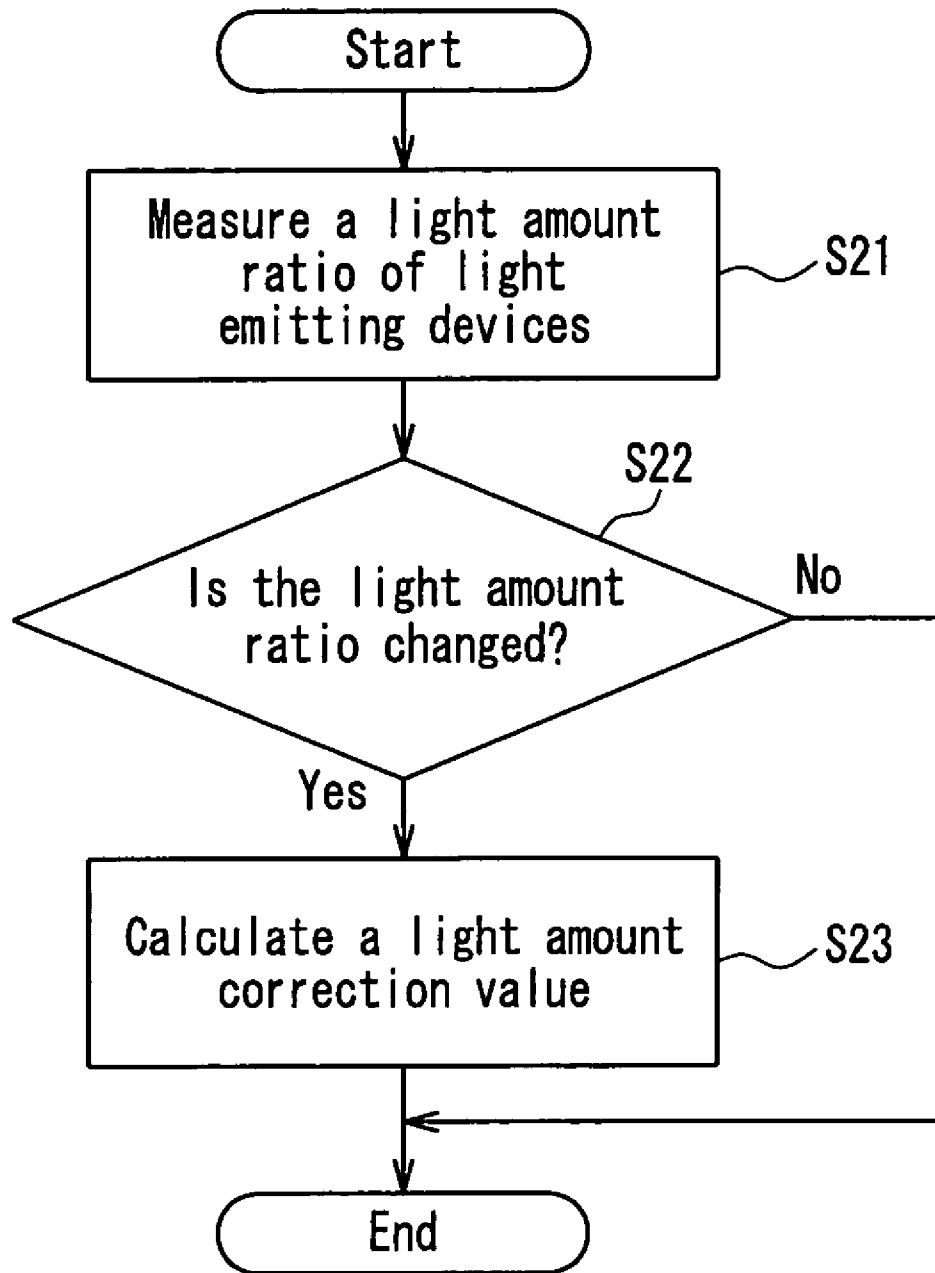 Start
Measure a light amount
ratio of light
emitting devices
S21
S22
Is the light amount
ratio changed?
No
Yes
Calculate a light amount
correction value
S23
End